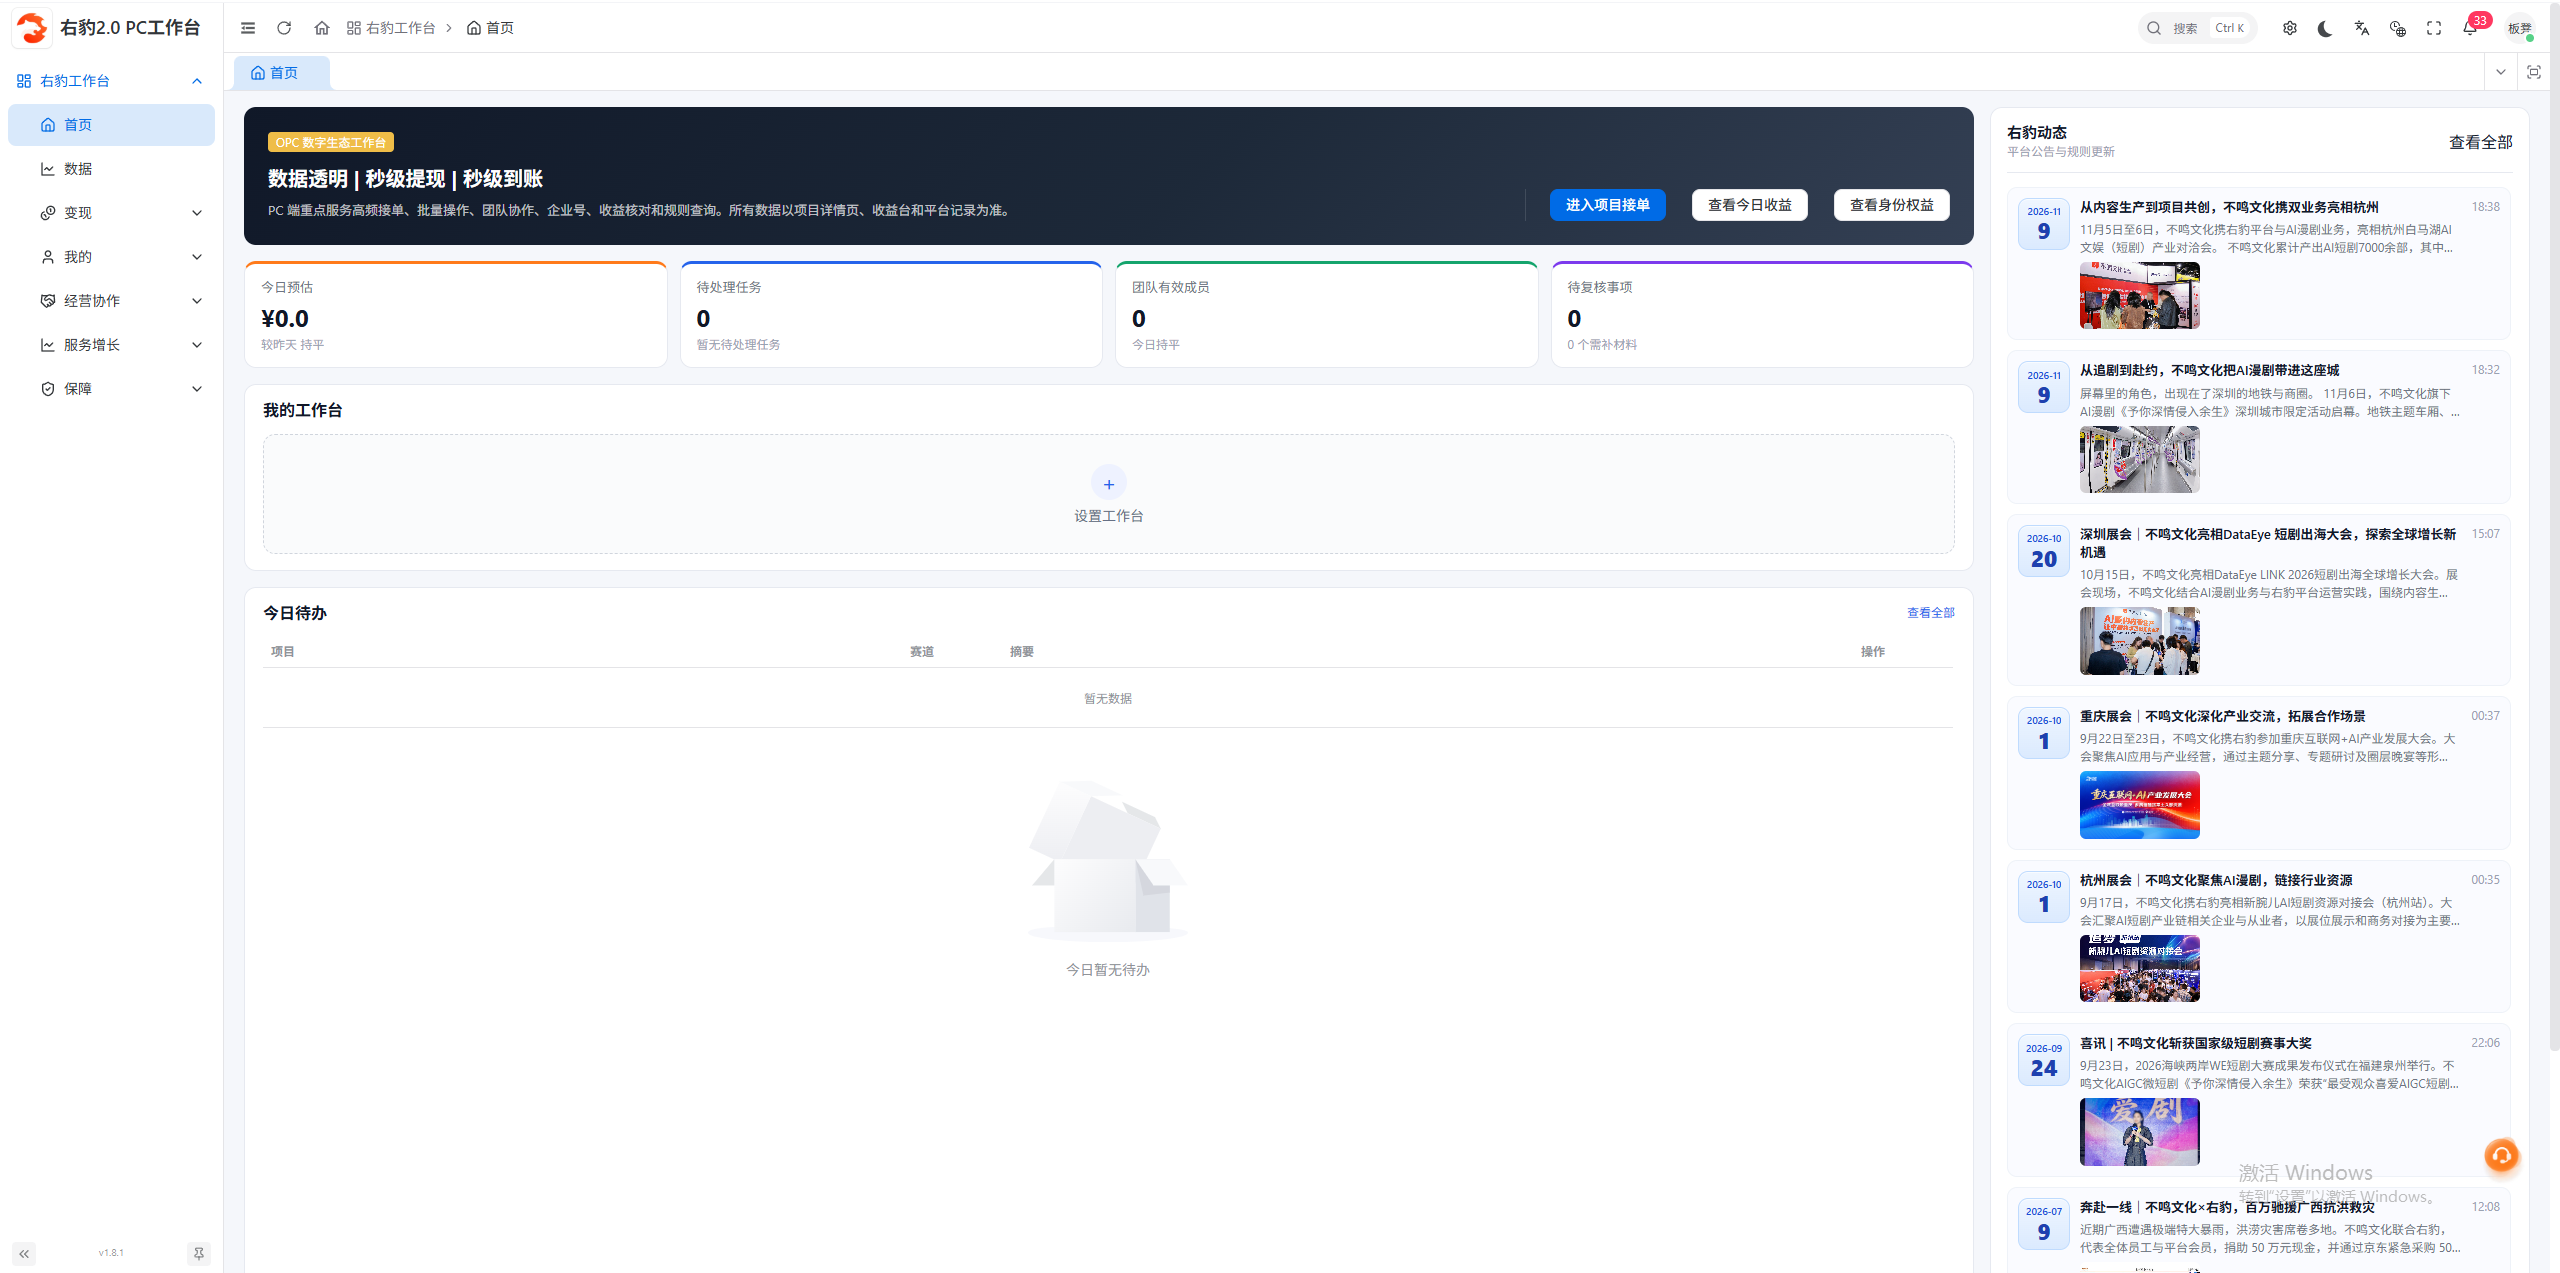 右豹2.0 PC工作台
右豹工作台
首页
数据
变现
我的
经营协作
服务增长
保障
v1.8.1
右豹工作台
首页
搜索
Ctrl K
33
板凳
首页
OPC 数字生态工作台
数据透明 | 秒级提现 | 秒级到账
PC 端重点服务高频接单、批量操作、团队协作、企业号、收益核对和规则查询。所有数据以项目详情页、收益台和平台记录为准。
进入项目接单
查看今日收益
查看身份权益
今日预估
¥0.0
较昨天 持平
待处理任务
0
暂无待处理任务
团队有效成员
0
今日持平
待复核事项
0
0 个需补材料
我的工作台
+
设置工作台
今日待办
查看全部
项目
赛道
摘要
操作
暂无数据
今日暂无待办
右豹动态
平台公告与规则更新
查看全部
2026-11
9
从内容生产到项目共创，不鸣文化携双业务亮相杭州
18:38
11月5日至6日，不鸣文化携右豹平台与AI漫剧业务，亮相杭州白马湖AI
文娱（短剧）产业对洽会。 不鸣文化累计产出AI短剧7000余部，其中...
2026-11
9
从追剧到赴约，不鸣文化把AI漫剧带进这座城
18:32
屏幕里的角色，出现在了深圳的地铁与商圈。 11月6日，不鸣文化旗下
AI漫剧《予你深情侵入余生》深圳城市限定活动启幕。地铁主题车厢、...
2026-10
20
深圳展会｜不鸣文化亮相DataEye 短剧出海大会，探索全球增长新
机遇
15:07
10月15日，不鸣文化亮相DataEye LINK 2026短剧出海全球增长大会。展
会现场，不鸣文化结合AI漫剧业务与右豹平台运营实践，围绕内容生...
2026-10
1
重庆展会｜不鸣文化深化产业交流，拓展合作场景
00:37
9月22日至23日，不鸣文化携右豹参加重庆互联网+AI产业发展大会。大
会聚焦AI应用与产业经营，通过主题分享、专题研讨及圈层晚宴等形...
重庆互联网+AI产业发展大会
2026-10
1
杭州展会｜不鸣文化聚焦AI漫剧，链接行业资源
00:35
9月17日，不鸣文化携右豹亮相新腕儿AI短剧资源对接会（杭州站）。大
会汇聚AI短剧产业链相关企业与从业者，以展位展示和商务对接为主要...
新腕儿AI短剧资源对接会
2026-09
24
喜讯 | 不鸣文化斩获国家级短剧赛事大奖
22:06
9月23日，2026海峡两岸WE短剧大赛成果发布仪式在福建泉州举行。不
鸣文化AIGC微短剧《予你深情侵入余生》荣获“最受观众喜爱AIGC短剧...
爱剧
激活 Windows
转到“设置”以激活 Windows。
2026-07
9
奔赴一线｜不鸣文化×右豹，百万驰援广西抗洪救灾
12:08
近期广西遭遇极端特大暴雨，洪涝灾害席卷多地。不鸣文化联合右豹，
代表全体员工与平台会员，捐助 50 万元现金，并通过京东紧急采购 50...